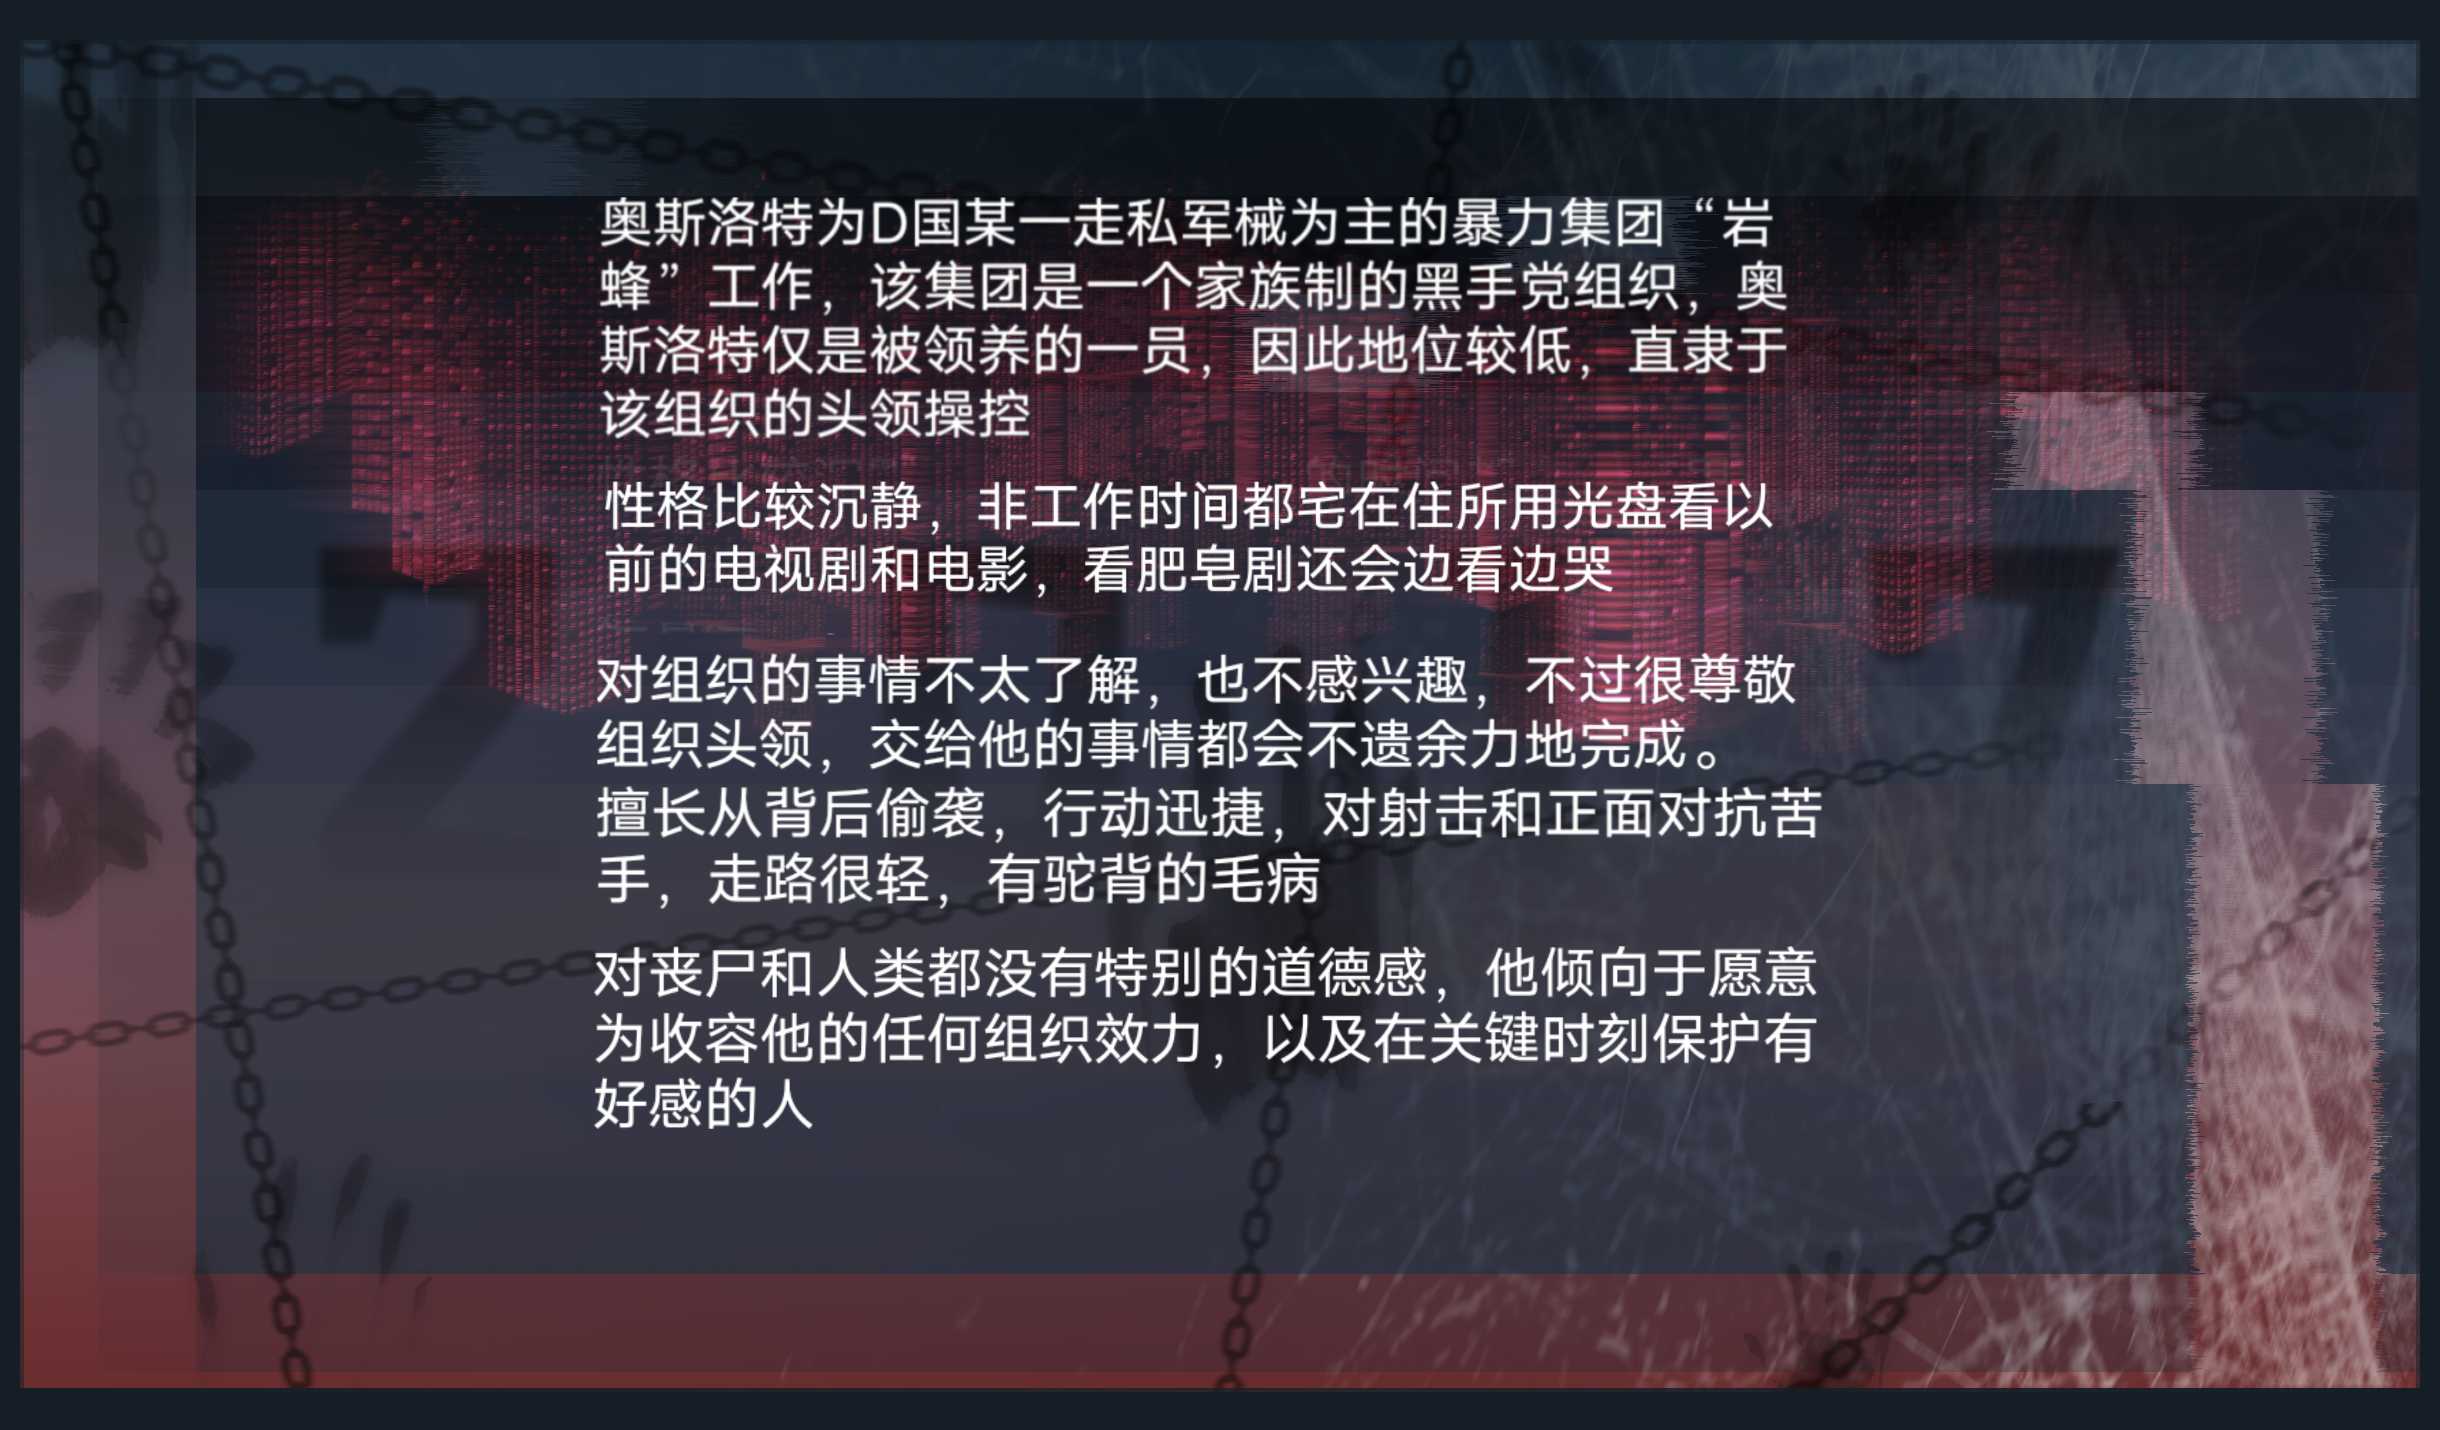 奥斯洛特为D国某一走私军械为主的暴力集团“岩
蜂”工作，该集团是一个家族制的黑手党组织，奥
斯洛特仅是被领养的一员，因此地位较低，直隶于
该组织的头领操控
性格比较沉静，非工作时间都宅在住所用光盘看以
前的电视剧和电影，看肥皂剧还会边看边哭
对组织的事情不太了解，也不感兴趣，不过很尊敬
组织头领，交给他的事情都会不遗余力地完成。
擅长从背后偷袭，行动迅捷，对射击和正面对抗苦
手，走路很轻，有驼背的毛病
对丧尸和人类都没有特别的道德感，他倾向于愿意
为收容他的任何组织效力，以及在关键时刻保护有
好感的人